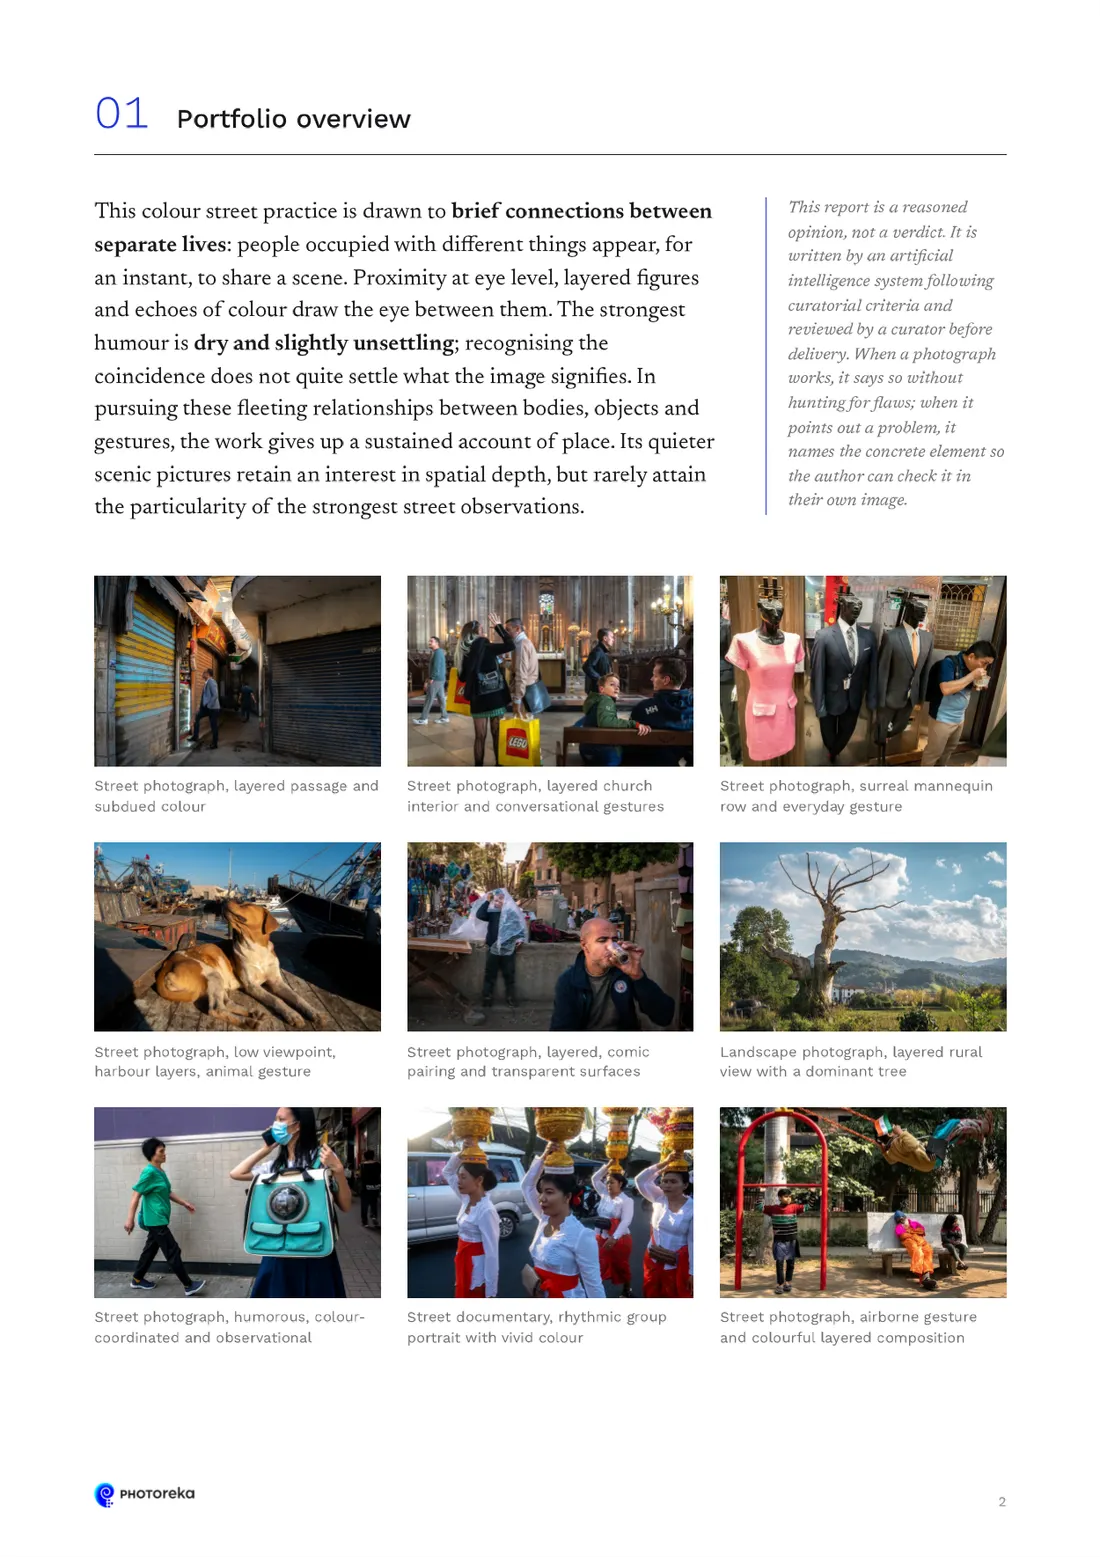 01 Portfolio overview
This colour street practice is drawn to brief connections between
separate lives: people occupied with different things appear, for
an instant, to share a scene. Proximity at eye level, layered figures
and echoes of colour draw the eye between them. The strongest
humour is dry and slightly unsettling; recognising the
coincidence does not quite settle what the image signifies. In
pursuing these fleeting relationships between bodies, objects and
gestures, the work gives up a sustained account of place. Its quieter
scenic pictures retain an interest in spatial depth, but rarely attain
the particularity of the strongest street observations.
This report is a reasoned
opinion, not a verdict. It is
written by an artificial
intelligence system following
curatorial criteria and
reviewed by a curator before
delivery. When a photograph
works, it says so without
hunting for flaws; when it
points out a problem, it
names the concrete element so
the author can check it in
their own image.
LEGO
HH
Street photograph, layered passage and
subdued colour
Street photograph, layered church
interior and conversational gestures
Street photograph, surreal mannequin
row and everyday gesture
Street photograph, low viewpoint,
harbour layers, animal gesture
Street photograph, layered, comic
pairing and transparent surfaces
Landscape photograph, layered rural
view with a dominant tree
Street photograph, humorous, colour-
coordinated and observational
Street documentary, rhythmic group
portrait with vivid colour
Street photograph, airborne gesture
and colourful layered composition
PHOTOreka
2